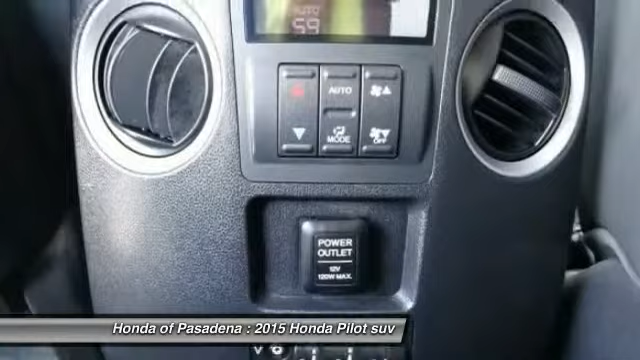 AUTO
59
AUTO
MODE
OFF
POWER
OUTLET
12V
120W MAX.
Honda of Pasadena : 2015 Honda Pilot suv